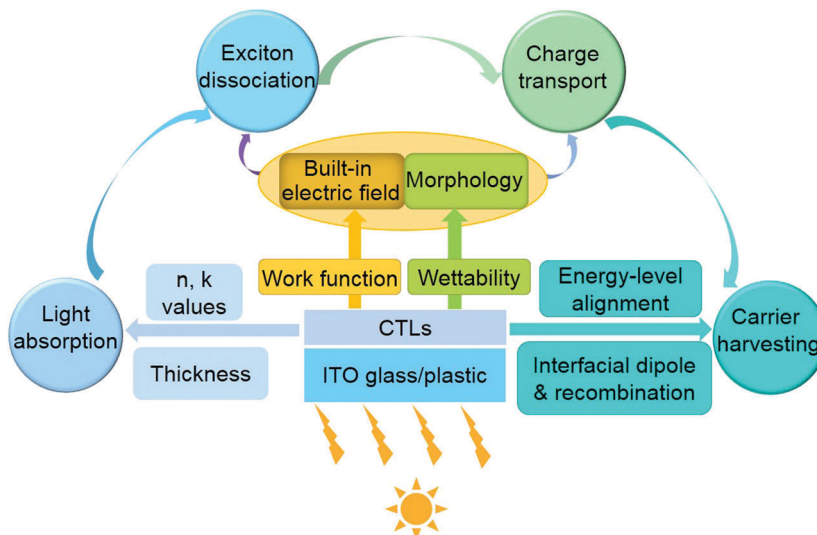 Exciton
dissociation
Charge
transport
Built-in
electric field
Morphology
Work function
Wettability
n, k
values
Thickness
Light
absorption
CTLs
ITO glass/plastic
Energy-level
alignment
Interfacial dipole
& recombination
Carrier
harvesting